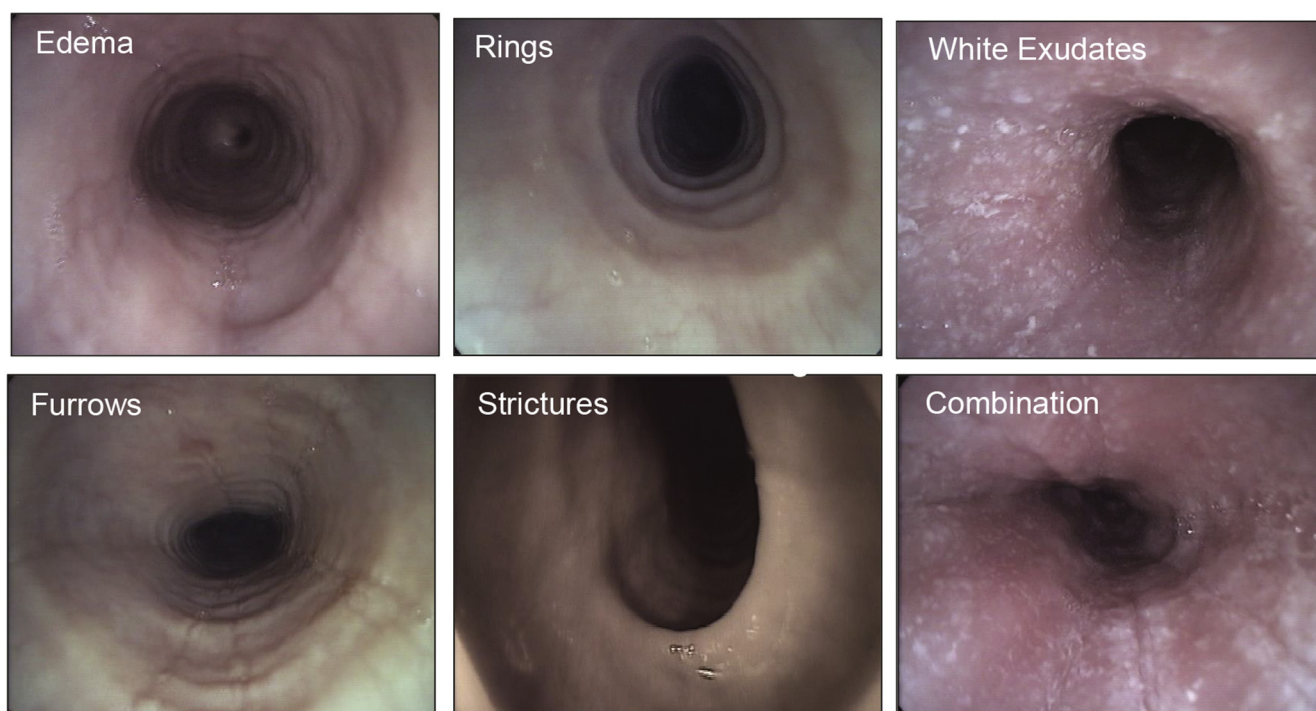 Edema
Rings
White Exudates
Furrows
Strictures
Combination